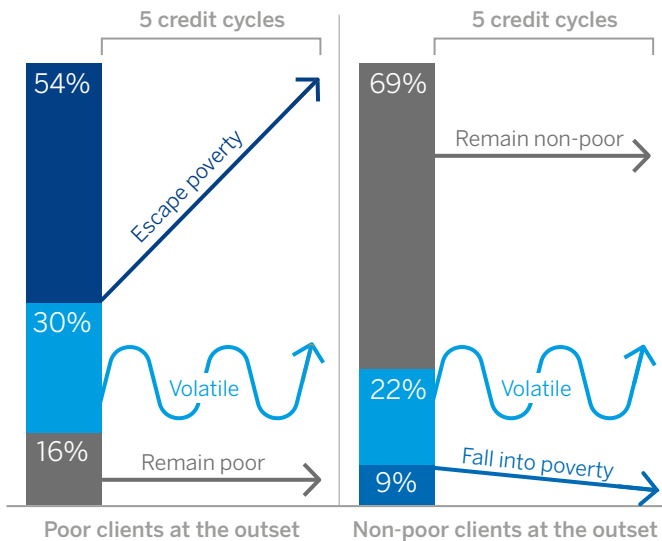 5 credit cycles
54%
Escape poverty
30%
Volatile
16%
Remain poor
Poor clients at the outset
5 credit cycles
69%
Remain non-poor
22%
Volatile
9%
Fall into poverty
Non-poor clients at the outset